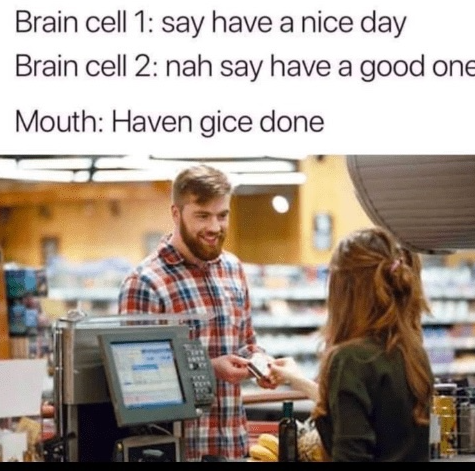 Brain cell 1: say have a nice day
Brain cell 2: nah say have a good one
Mouth: Haven gice done